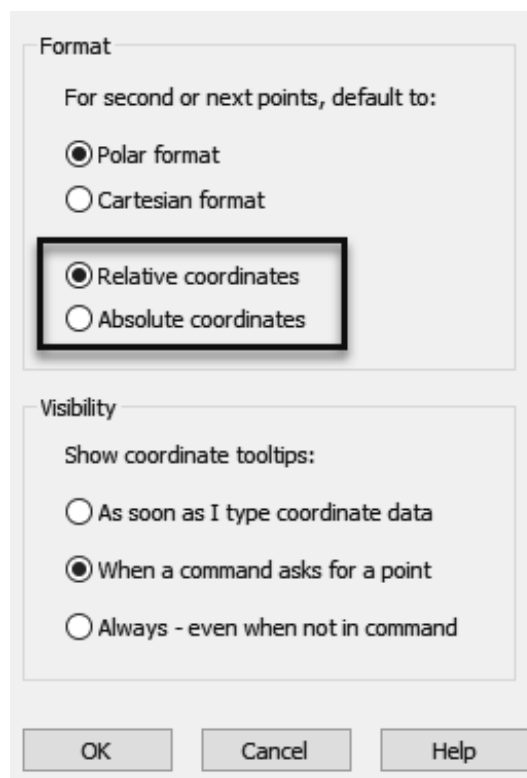 Format
For second or next points, default to:
Polar format
Cartesian format
Relative coordinates
Absolute coordinates
Visibility
Show coordinate tooltips:
As soon as I type coordinate data
When a command asks for a point
Always - even when not in command
OK Cancel Help